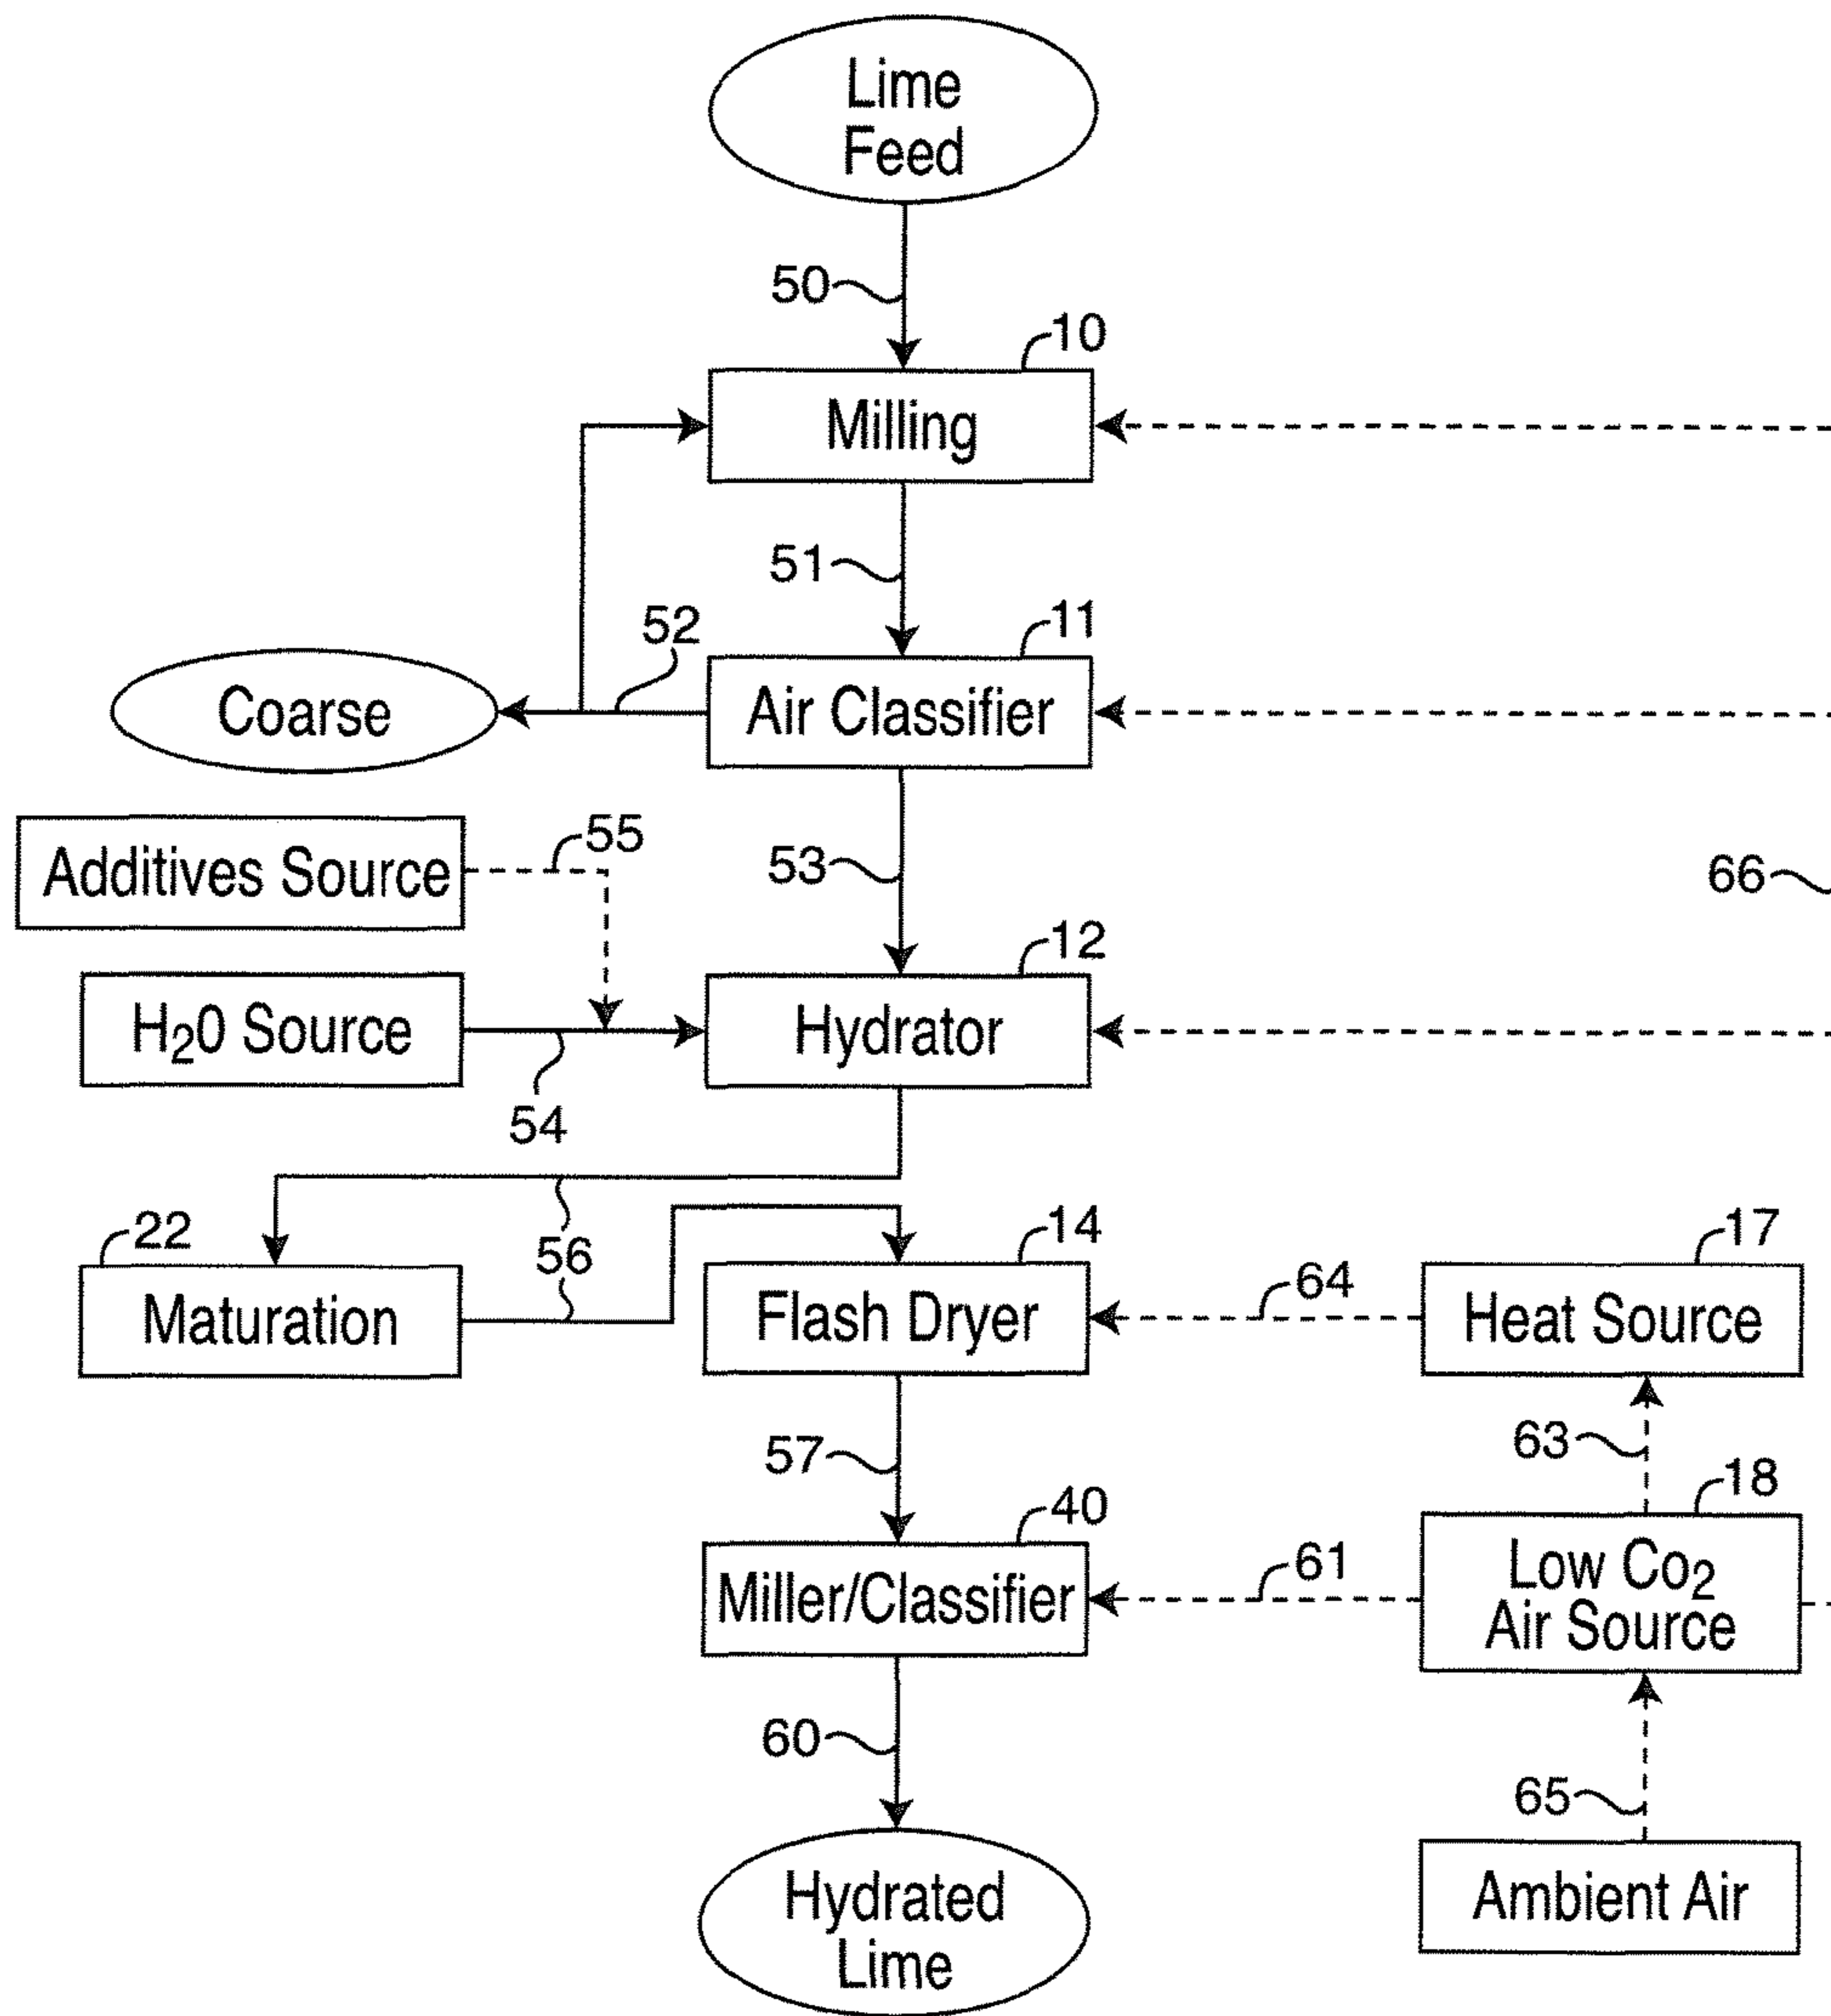 Lime
Feed
50
10
Milling
51
52
11
Coarse
Air Classifier
Additives Source
55
53
66
12
H₂0 Source
Hydrator
54
56
22
14
17
Maturation
Flash Dryer
64
Heat Source
57
63
40
18
Miller/Classifier
61
Low Co₂
Air Source
60
65
Hydrated
Lime
Ambient Air